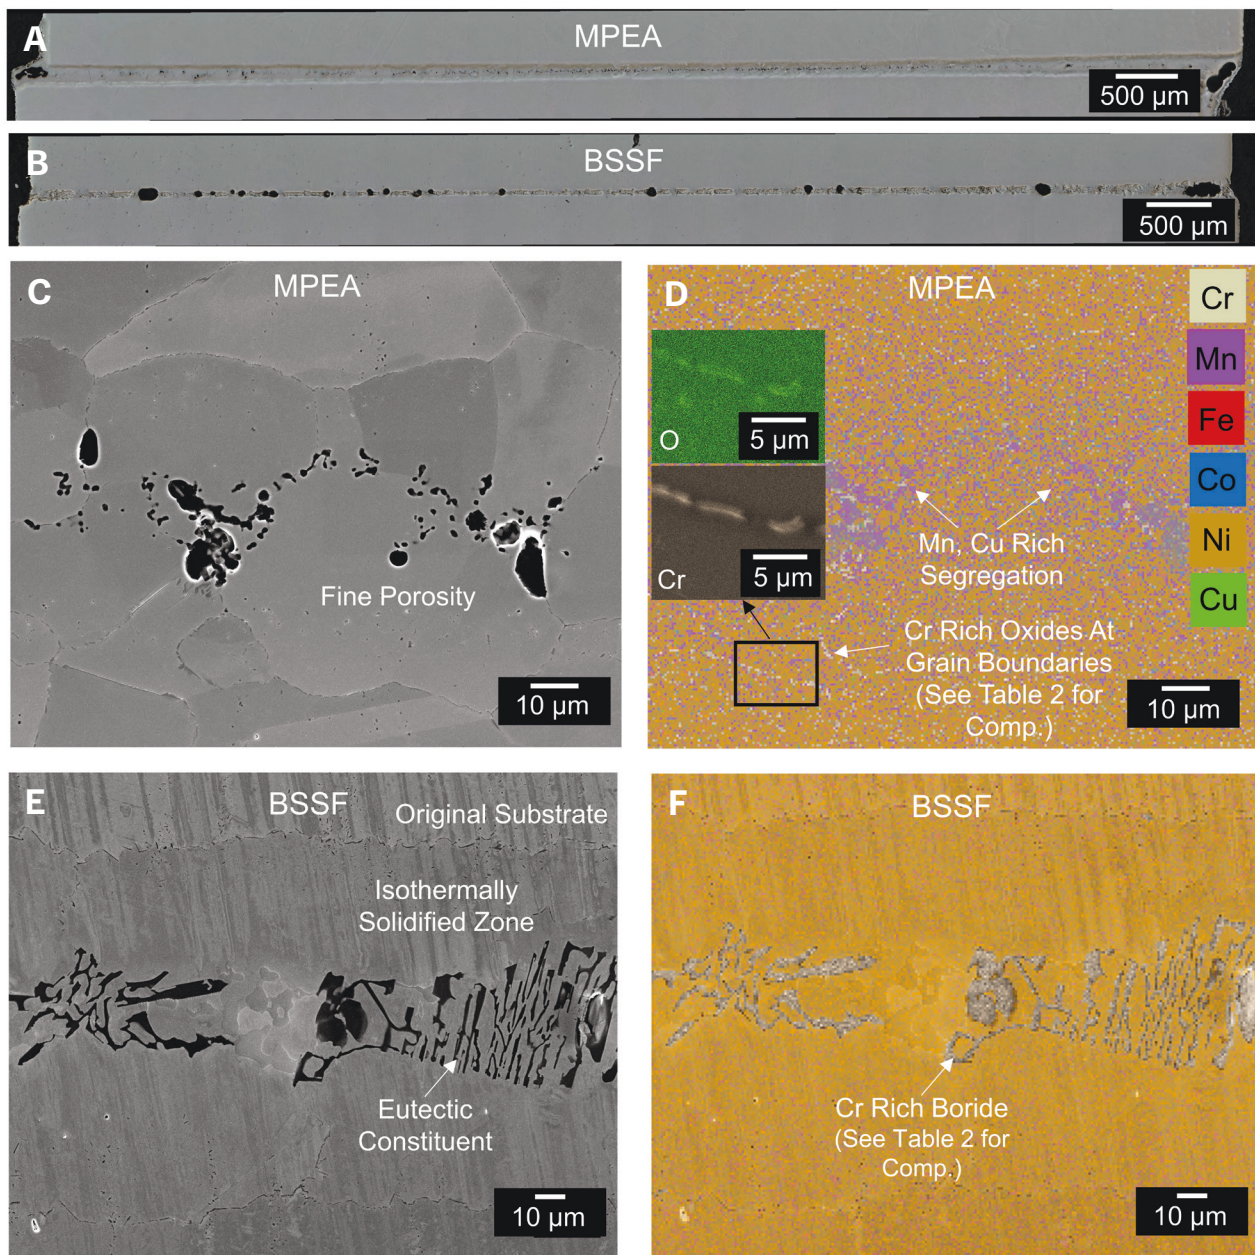 A
MPEA
500 µm
B
BSSF
500 µm
C
MPEA
Fine Porosity
10 µm
D
MPEA
Cr
Mn
Fe
Co
Ni
Cu
O
5 µm
Cr
5 µm
Mn, Cu Rich
Segregation
Cr Rich Oxides At
Grain Boundaries
(See Table 2 for
Comp.)
10 µm
E
BSSF
Original Substrate
Isothermally
Solidified Zone
Eutectic
Constituent
10 µm
F
BSSF
Cr Rich Boride
(See Table 2 for
Comp.)
10 µm